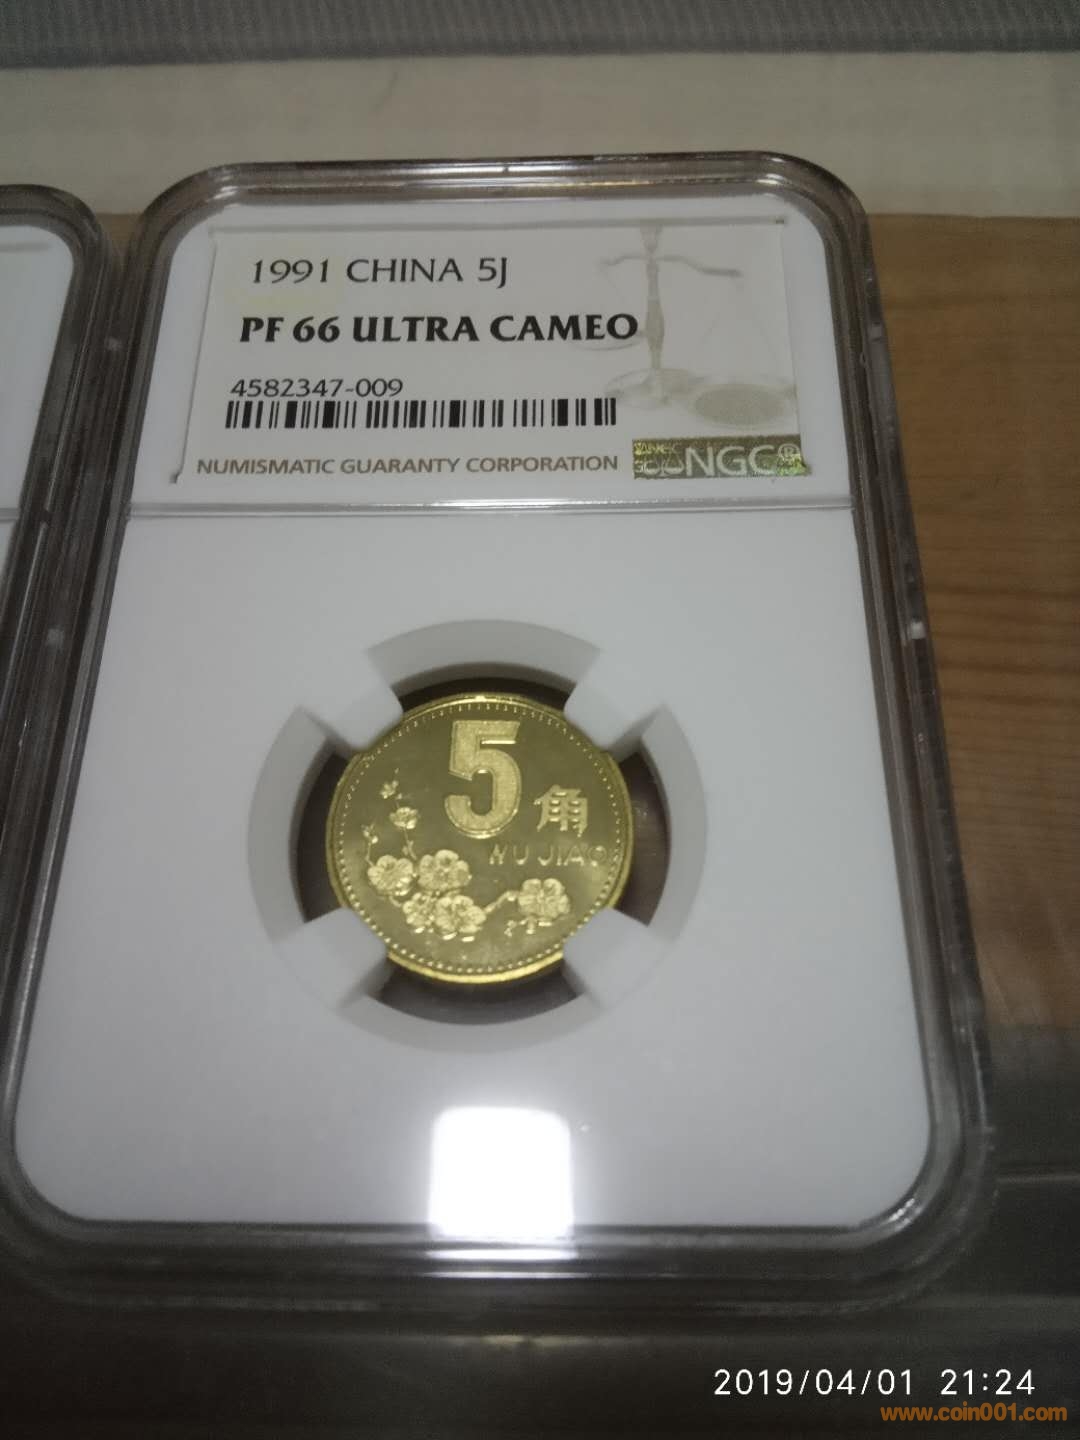 1991 CHINA 5J
PF 66 ULTRA CAMEO
4582347-009
NUMISMATIC GUARANTY CORPORATION
NGC®
5
角
WU JIAO
2019/04/01 21:24
www.coin001.com